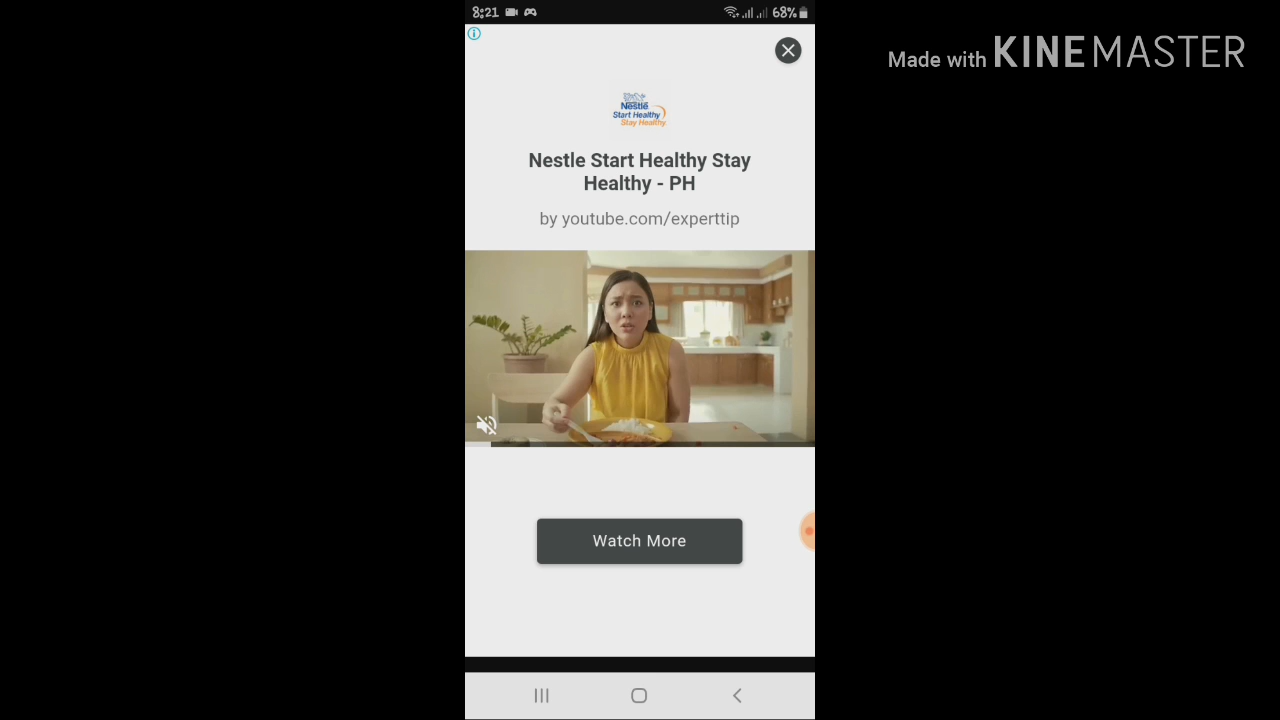 8:21
68%
Made with KINEMASTER
Nestlé
Start Healthy
Stay Healthy.
Nestle Start Healthy Stay
Healthy - PH
by youtube.com/experttip
Watch More